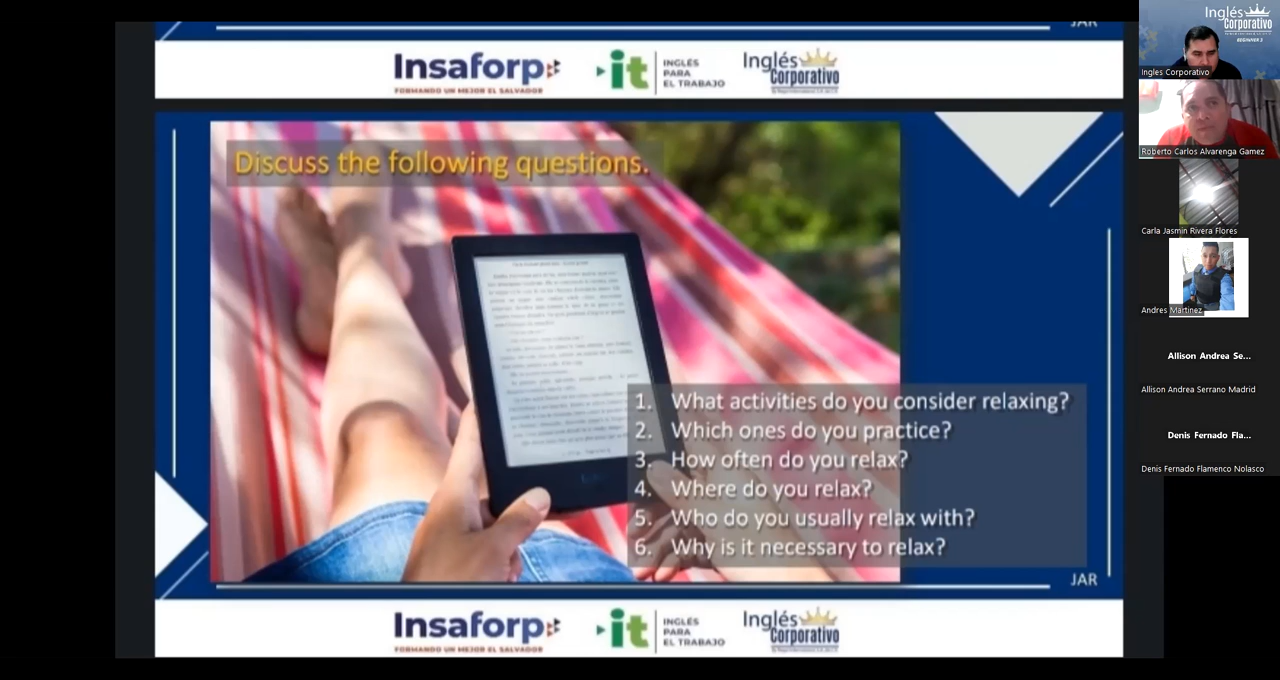 JAR
Insaforp
FORMANDO UN MEJOR EL SALVADOR
it
INGLÉS
PARA
EL TRABAJO
Inglés
Corporativo
Discuss the following questions.
1. What activities do you consider relaxing?
2. Which ones do you practice?
3. How often do you relax?
4. Where do you relax?
5. Who do you usually relax with?
6. Why is it necessary to relax?
JAR
Insaforp
FORMANDO UN MEJOR EL SALVADOR
it
INGLÉS
PARA
EL TRABAJO
Inglés
Corporativo
Inglés
Corporativo
BEGINNER 3
Ingles Corporativo
Roberto Carlos Alvarenga Gamez
Carla Jasmin Rivera Flores
Andres Martinez
Allison Andrea Se...
Allison Andrea Serrano Madrid
Denis Fernado Fla...
Denis Fernado Flamenco Nolasco